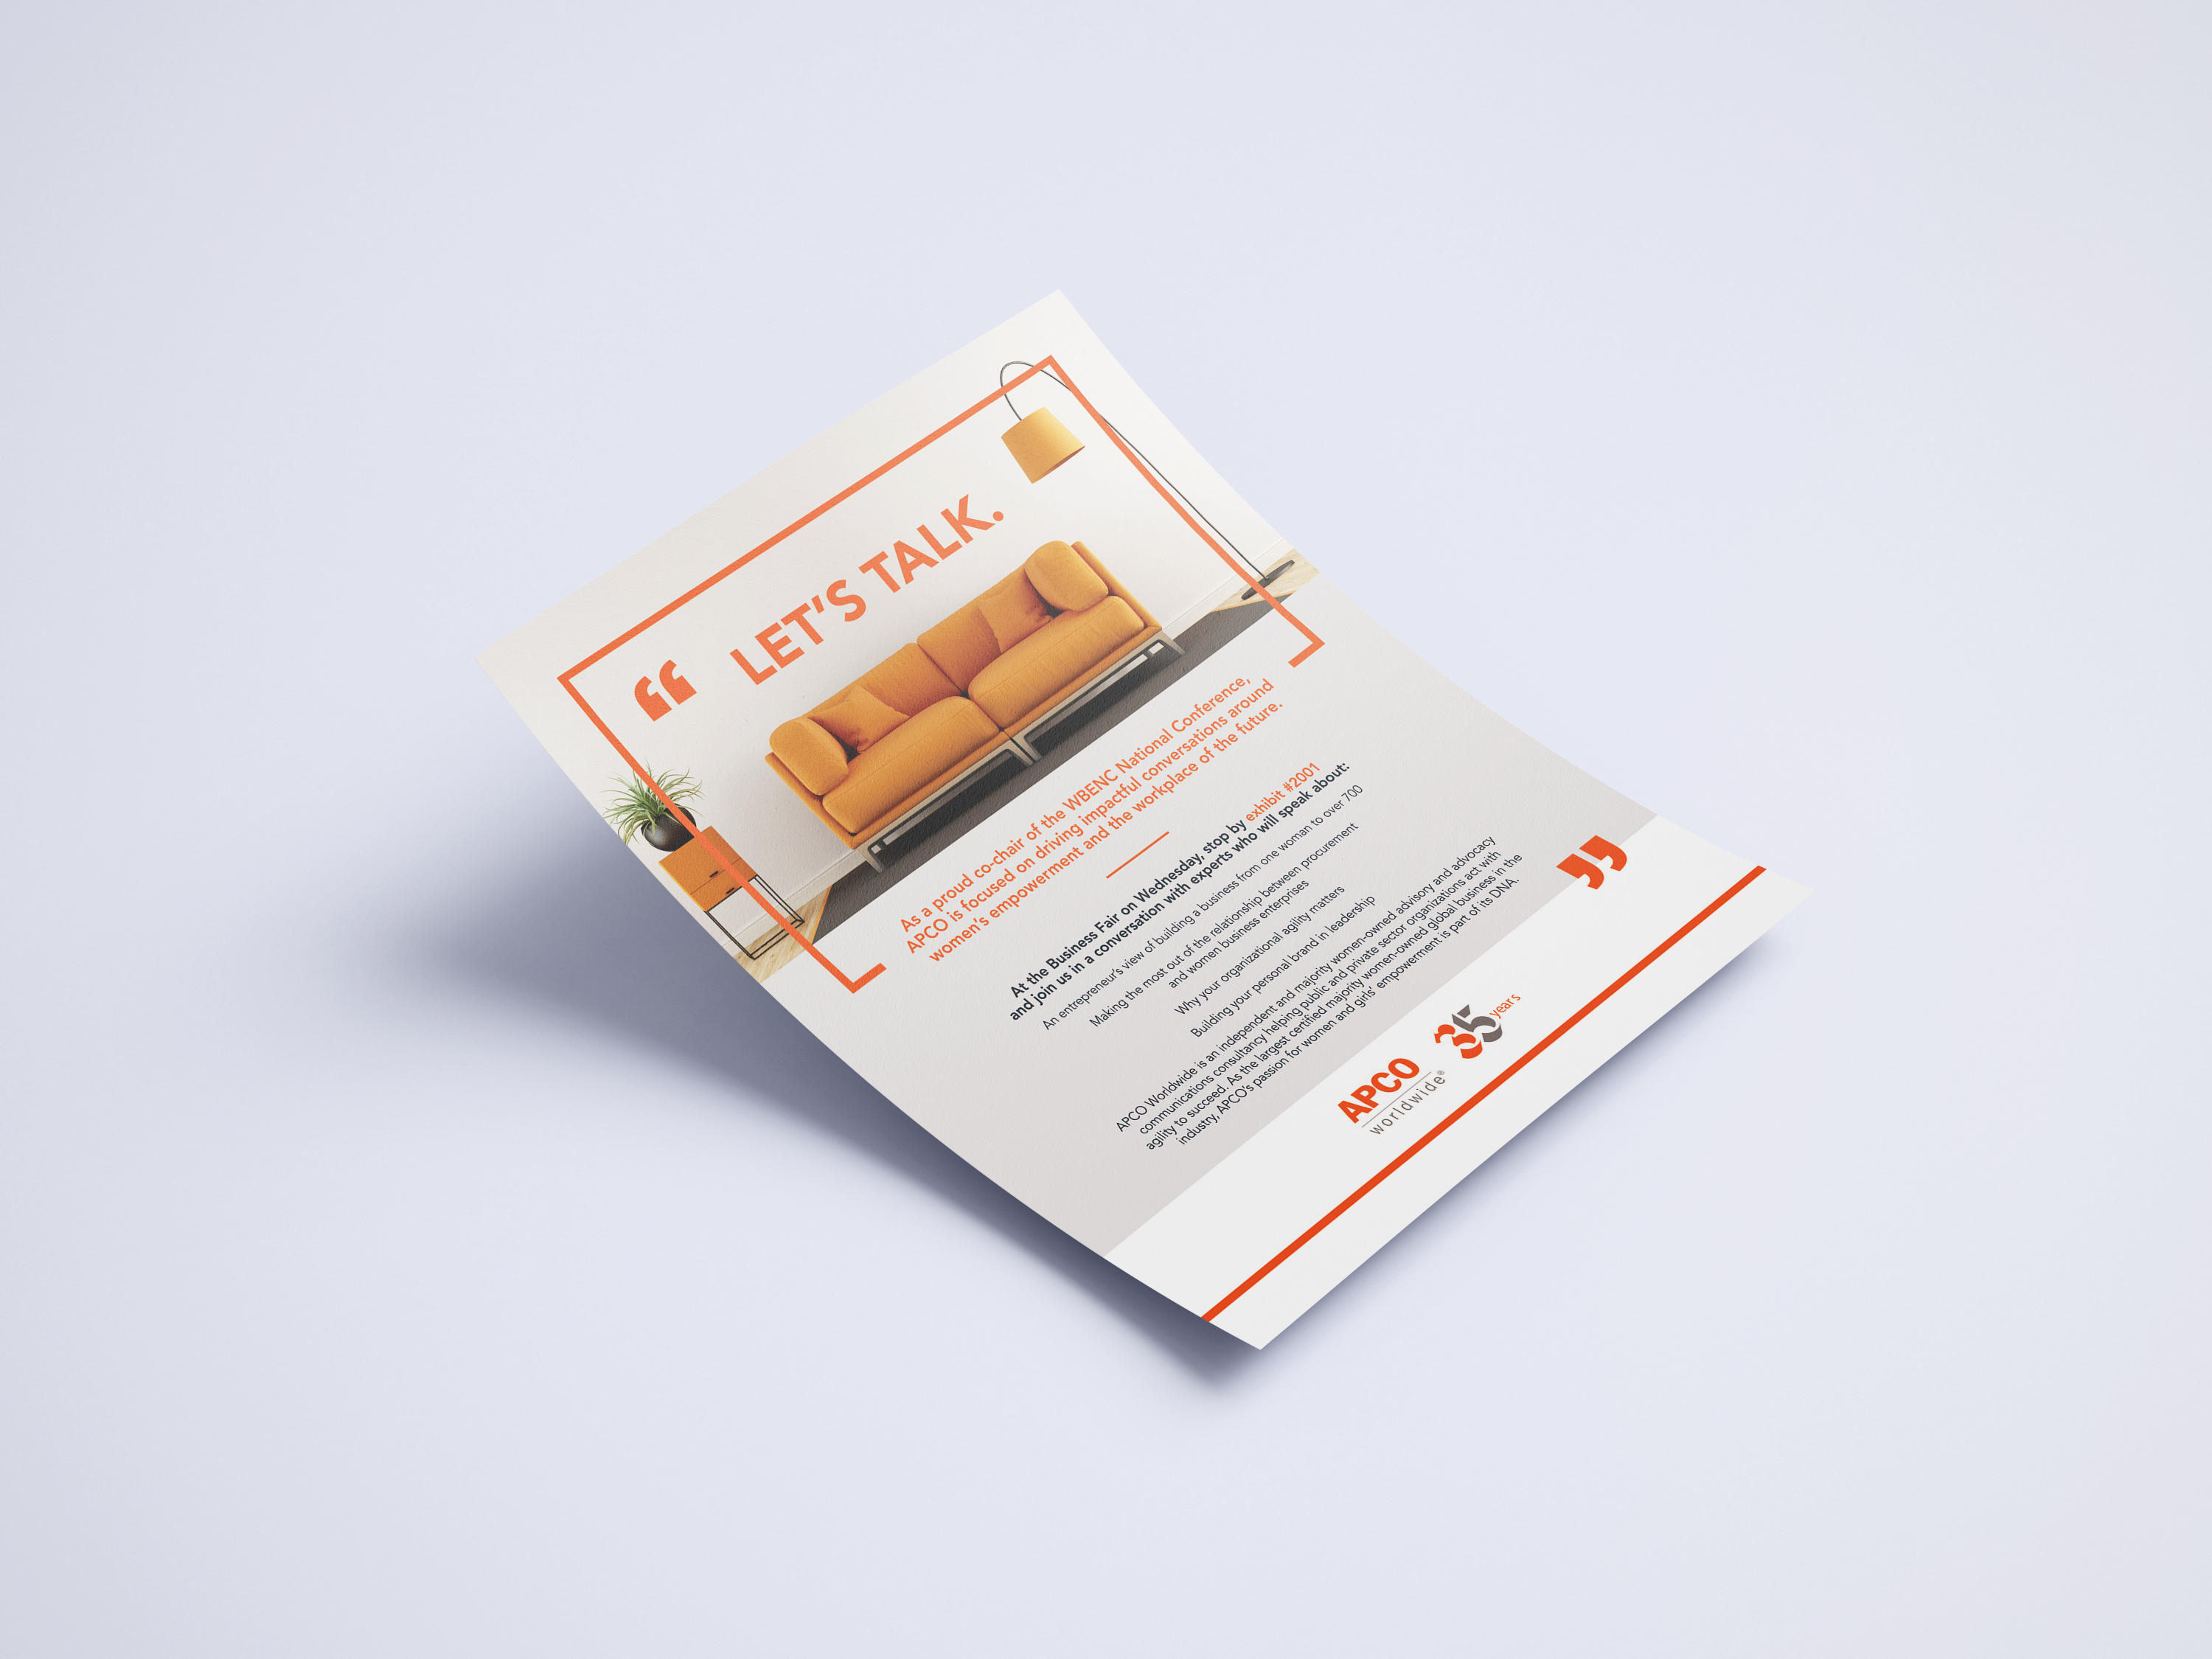 “ LET’S TALK.
As a proud co-chair of the WBENC National Conference,
APCO is focused on driving impactful conversations around
women’s empowerment and the workplace of the future.
At the Business Fair on Wednesday, stop by exhibit #2001
and join us in a conversation with experts who will speak about:
An entrepreneur’s view of building a business from one woman to over 700
Making the most out of the relationship between procurement
and women business enterprises
Why your organizational agility matters
Building your personal brand in leadership
APCO Worldwide is an independent and majority women-owned advisory and advocacy
communications consultancy helping public and private sector organizations act with
agility to succeed. As the largest certified majority women-owned global business in the
industry, APCO’s passion for women and girls’ empowerment is part of its DNA.
”
APCO
worldwide®
35 years